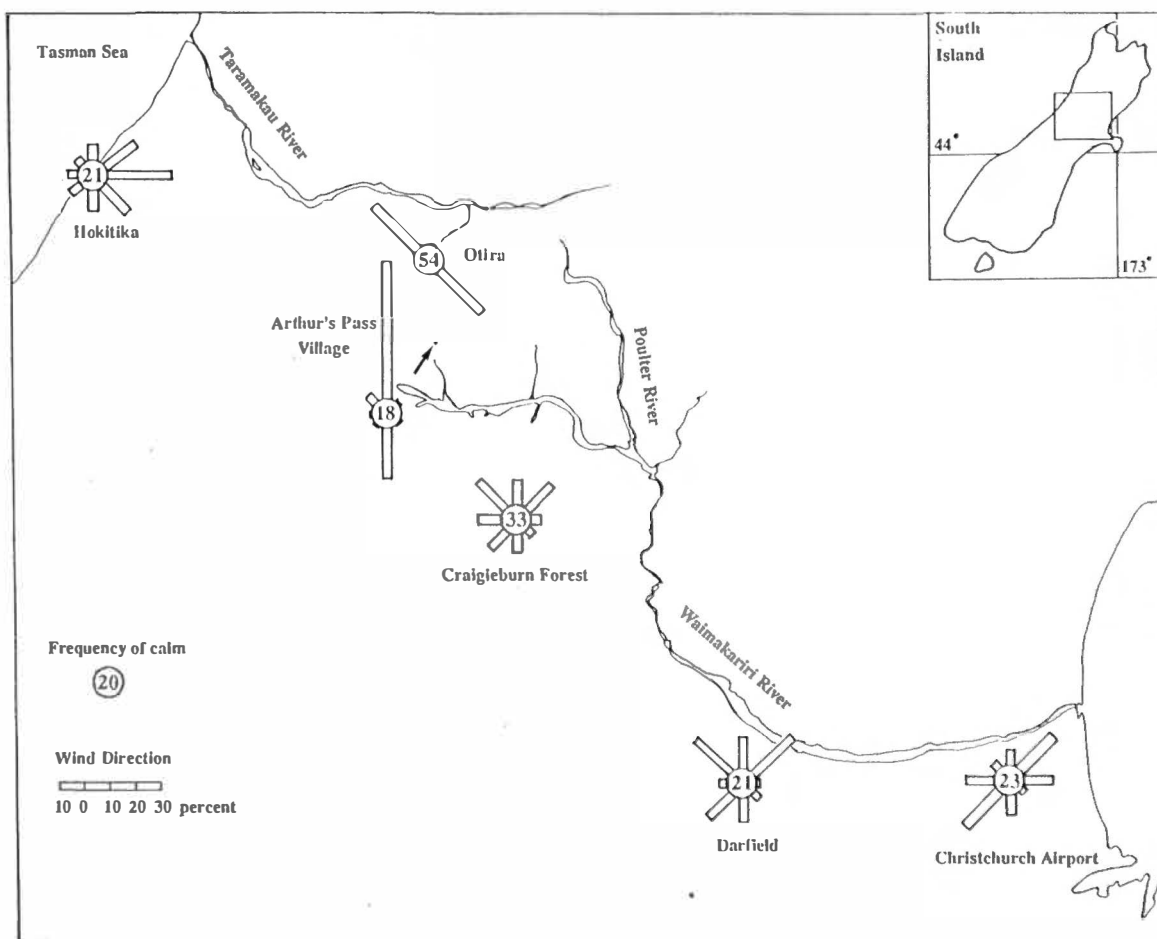 Tasman Sea
Taramakau River
South
Island
44°
173°
21
Hokitika
54
Otira
Arthur's Pass
Village
18
Poulter River
33
Craigieburn Forest
Waimakariri River
Frequency of calm
20
Wind Direction
10 0 10 20 30 percent
21
Darfield
23
Christchurch Airport